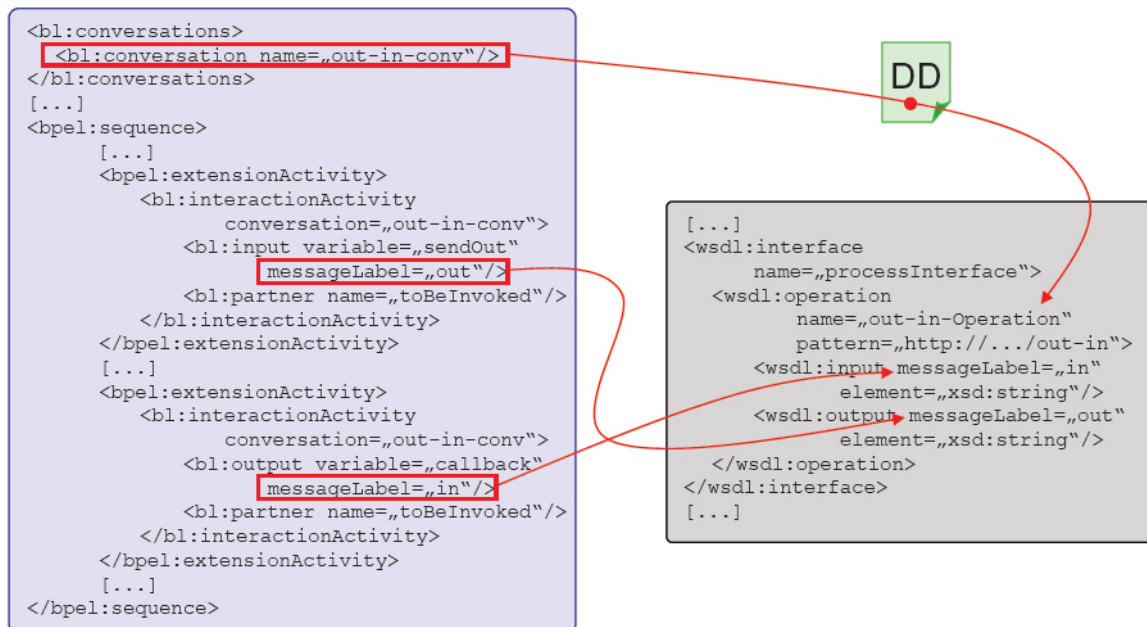 <bl:conversations>
<bl:conversation name=„out-in-conv“/>
</bl:conversations>
[...]
<bpel:sequence>
[...]
<bpel:extensionActivity>
<bl:interactionActivity
conversation=„out-in-conv“>
<bl:input variable=„sendOut“
messageLabel=„out“/>
<bl:partner name=„toBeInvoked“/>
</bl:interactionActivity>
</bpel:extensionActivity>
[...]
<bpel:extensionActivity>
<bl:interactionActivity
conversation=„out-in-conv“>
<bl:output variable=„callback“
messageLabel=„in“/>
<bl:partner name=„toBeInvoked“/>
</bl:interactionActivity>
</bpel:extensionActivity>
[...]
</bpel:sequence>
DD
[...]
<wsdl:interface
name=„processInterface“>
<wsdl:operation
name=„out-in-Operation“
pattern=„http://.../out-in“>
<wsdl:input messageLabel=„in“
element=„xsd:string“/>
<wsdl:output messageLabel=„out“
element=„xsd:string“/>
</wsdl:operation>
</wsdl:interface>
[...]